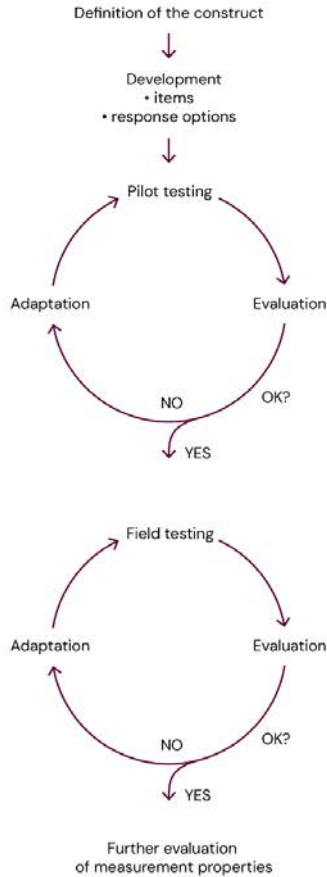 Definition of the construct
Development
• items
• response options
Pilot testing
Adaptation
Evaluation
NO
OK?
YES
Field testing
Adaptation
Evaluation
NO
OK?
YES
Further evaluation
of measurement properties